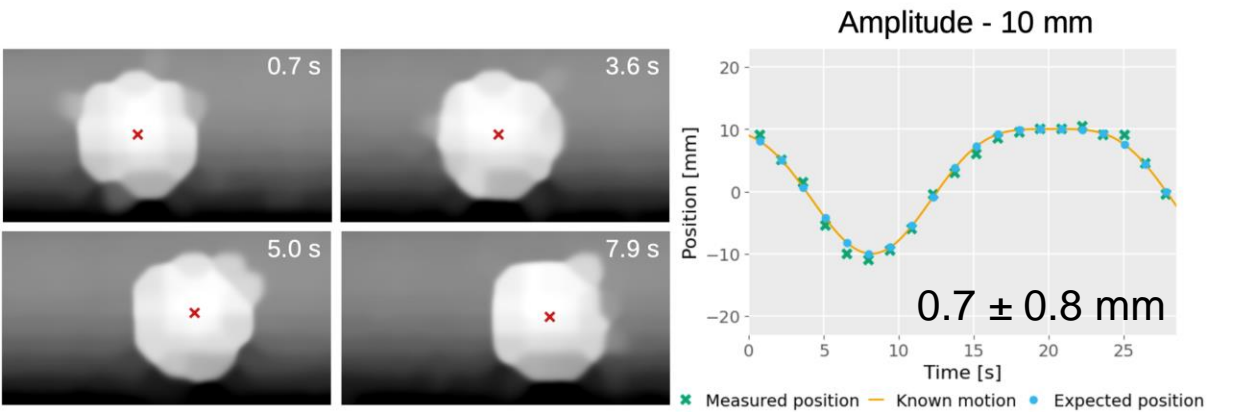 Amplitude - 10 mm
0.7 s
3.6 s
5.0 s
7.9 s
Position [mm]
20
10
0
−10
−20
0.7 ± 0.8 mm
0 5 10 15 20 25
Time [s]
Measured position Known motion Expected position